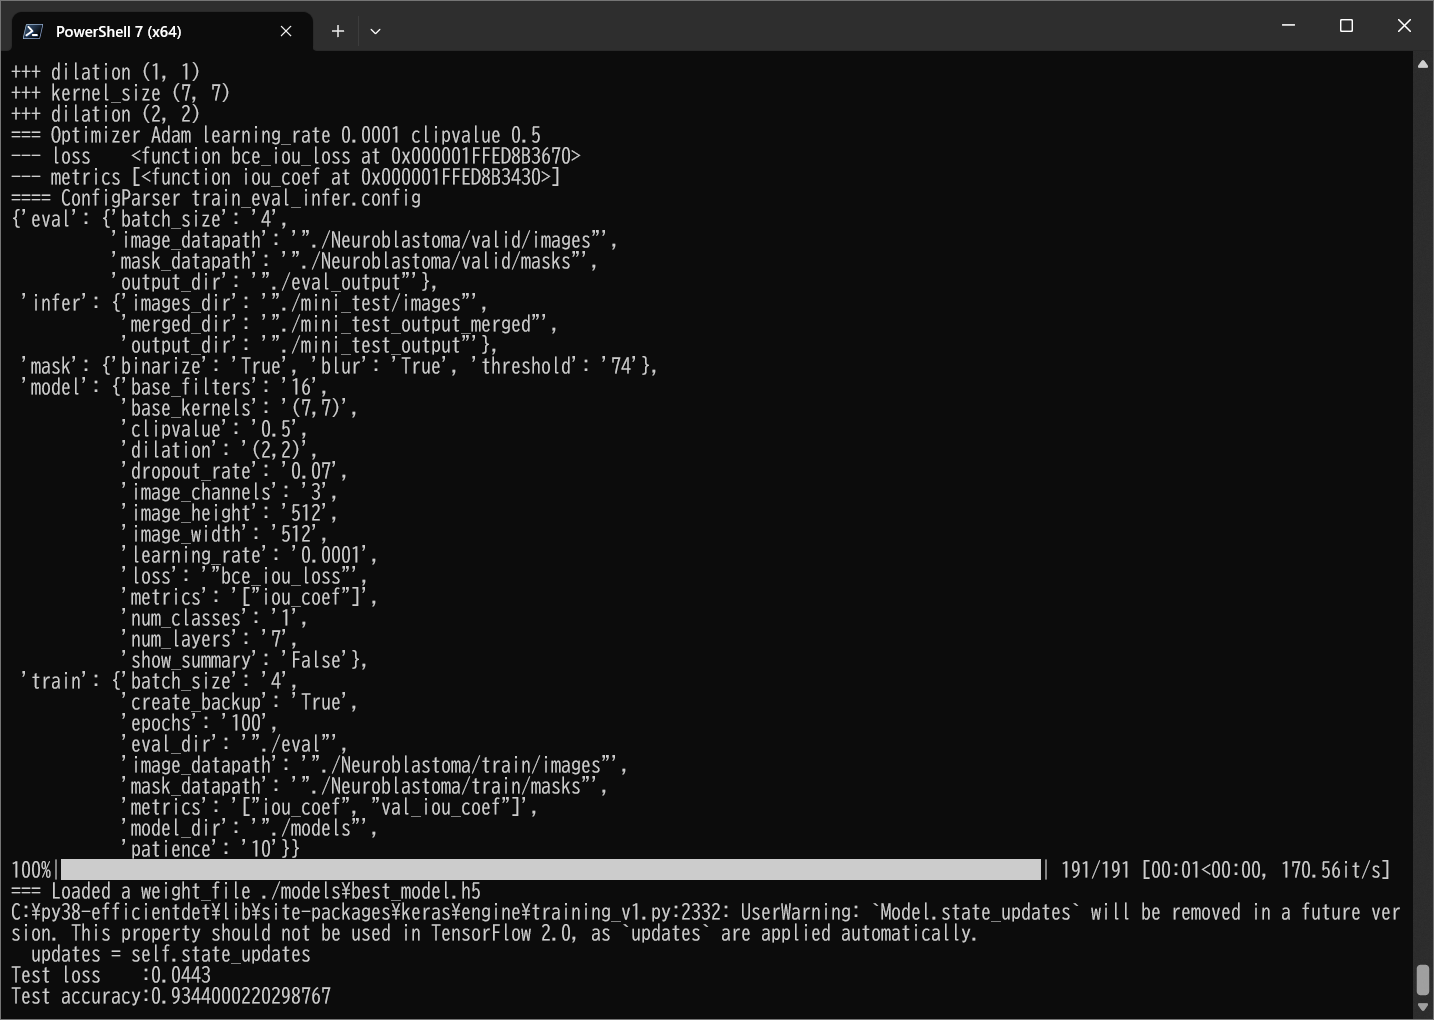 PowerShell 7 (x64)
+++ dilation (1, 1)
+++ kernel_size (7, 7)
+++ dilation (2, 2)
=== Optimizer Adam learning_rate 0.0001 clipvalue 0.5
--- loss    <function bce_iou_loss at 0x000001FFED8B3670>
--- metrics [<function iou_coef at 0x000001FFED8B3430>]
==== ConfigParser train_eval_infer.config
{'eval': {'batch_size': '4',
          'image_datapath': '"./Neuroblastoma/valid/images"',
          'mask_datapath': '"./Neuroblastoma/valid/masks"',
          'output_dir': '"./eval_output"'},
 'infer': {'images_dir': '"./mini_test/images"',
           'merged_dir': '"./mini_test_output_merged"',
           'output_dir': '"./mini_test_output"'},
 'mask': {'binarize': 'True', 'blur': 'True', 'threshold': '74'},
 'model': {'base_filters': '16',
           'base_kernels': '(7,7)',
           'clipvalue': '0.5',
           'dilation': '(2,2)',
           'dropout_rate': '0.07',
           'image_channels': '3',
           'image_height': '512',
           'image_width': '512',
           'learning_rate': '0.0001',
           'loss': '"bce_iou_loss"',
           'metrics': '["iou_coef"]',
           'num_classes': '1',
           'num_layers': '7',
           'show_summary': 'False'},
 'train': {'batch_size': '4',
           'create_backup': 'True',
           'epochs': '100',
           'eval_dir': '"./eval"',
           'image_datapath': '"./Neuroblastoma/train/images"',
           'mask_datapath': '"./Neuroblastoma/train/masks"',
           'metrics': '["iou_coef", "val_iou_coef"]',
           'model_dir': '"./models"',
           'patience': '10'}}
100%| | 191/191 [00:01<00:00, 170.56it/s]
=== Loaded a weight_file ./models¥best_model.h5
C:¥py38-efficientdet¥lib¥site-packages¥keras¥engine¥training_v1.py:2332: UserWarning: `Model.state_updates` will be removed in a future ver
sion. This property should not be used in TensorFlow 2.0, as `updates` are applied automatically.
  updates = self.state_updates
Test loss    :0.0443
Test accuracy:0.9344000220298767